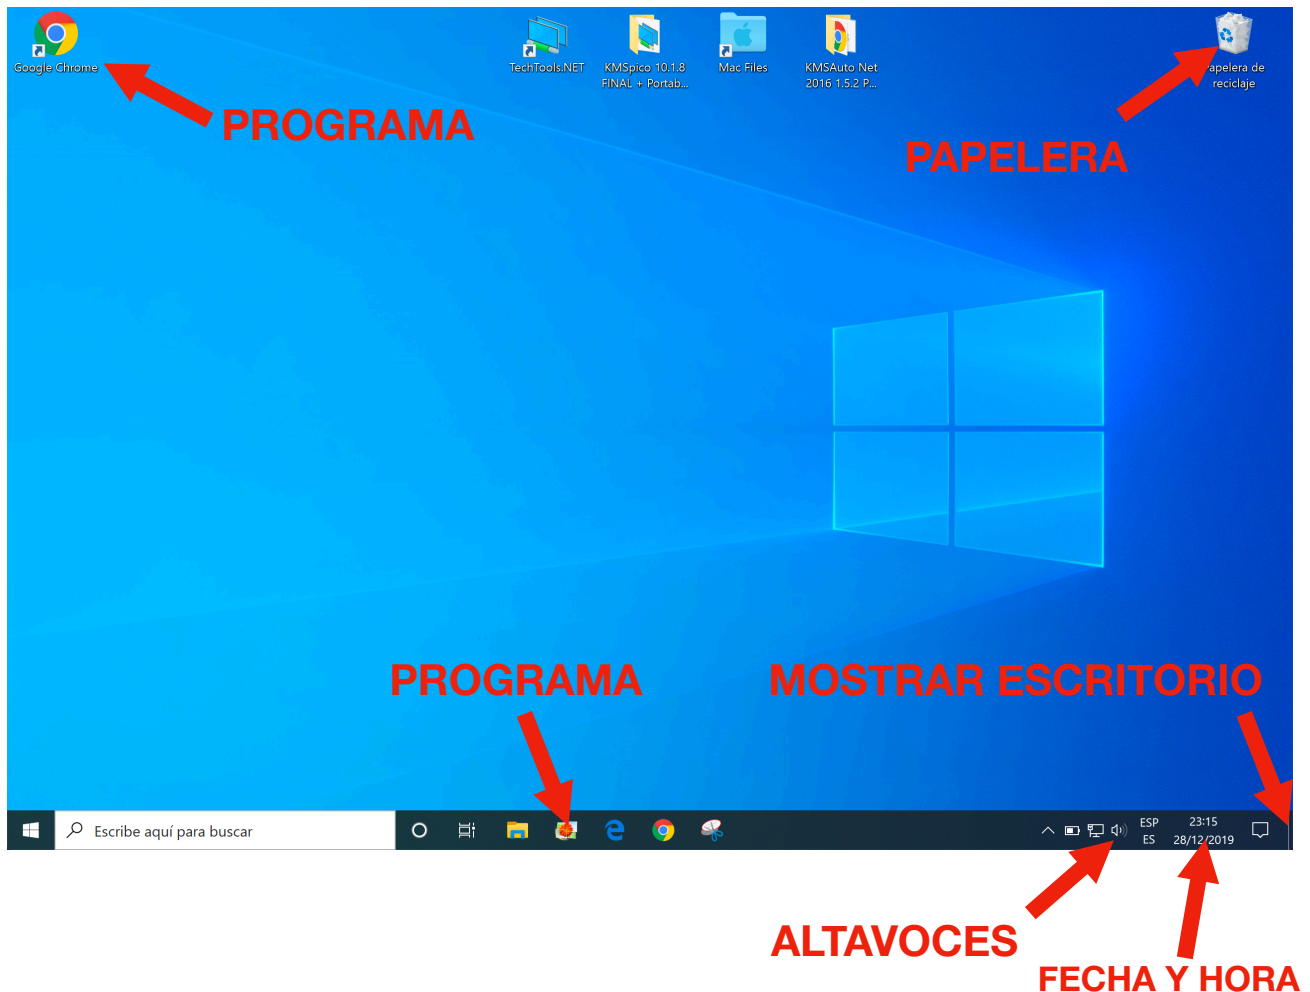 Google Chrome
TechTools.NET
KMSpico 10.1.8
FINAL + Portab...
Mac Files
KMSAuto Net
2016 1.5.2 P...
Papelera de
reciclaje
PROGRAMA
PAPELERA
PROGRAMA
MOSTRAR ESCRITORIO
Escribe aquí para buscar
ESP
ES
23:15
28/12/2019
ALTAVOCES
FECHA Y HORA